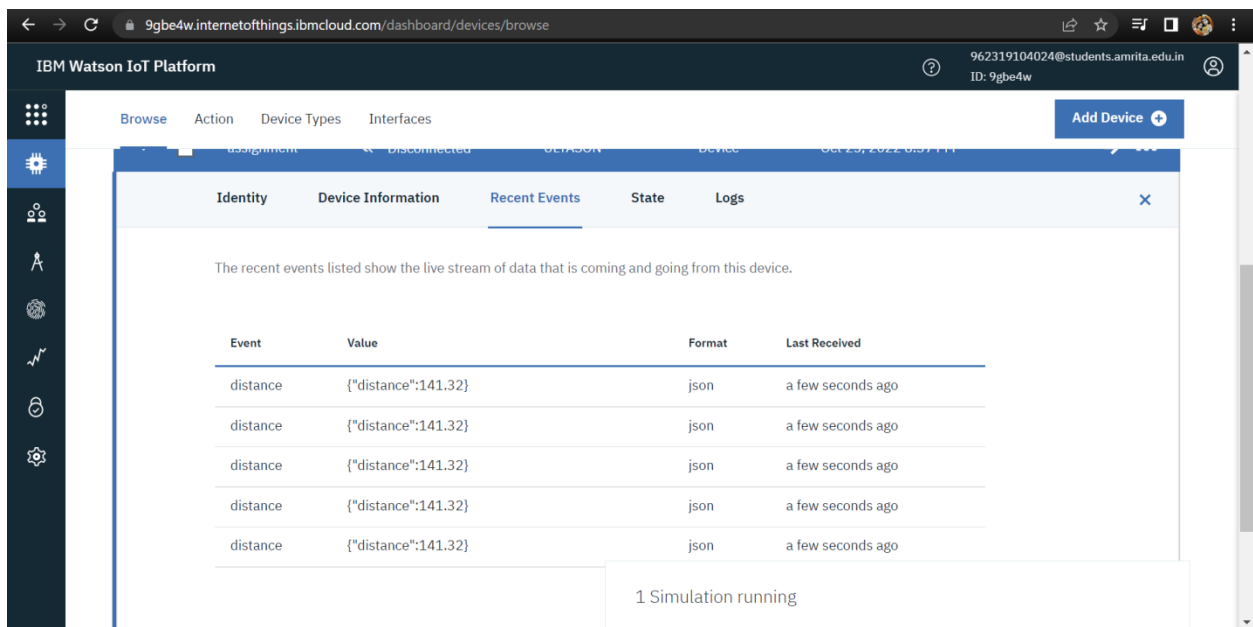 9gbe4w.internetofthings.ibmcloud.com/dashboard/devices/browse
IBM Watson IoT Platform
962319104024@students.amrita.edu.in
ID: 9gbe4w
Browse Action Device Types Interfaces Add Device
assignment Disconnected Device
Identity Device Information Recent Events State Logs
The recent events listed show the live stream of data that is coming and going from this device.
Event Value Format Last Received
distance {"distance":141.32} json a few seconds ago
distance {"distance":141.32} json a few seconds ago
distance {"distance":141.32} json a few seconds ago
distance {"distance":141.32} json a few seconds ago
distance {"distance":141.32} json a few seconds ago
1 Simulation running